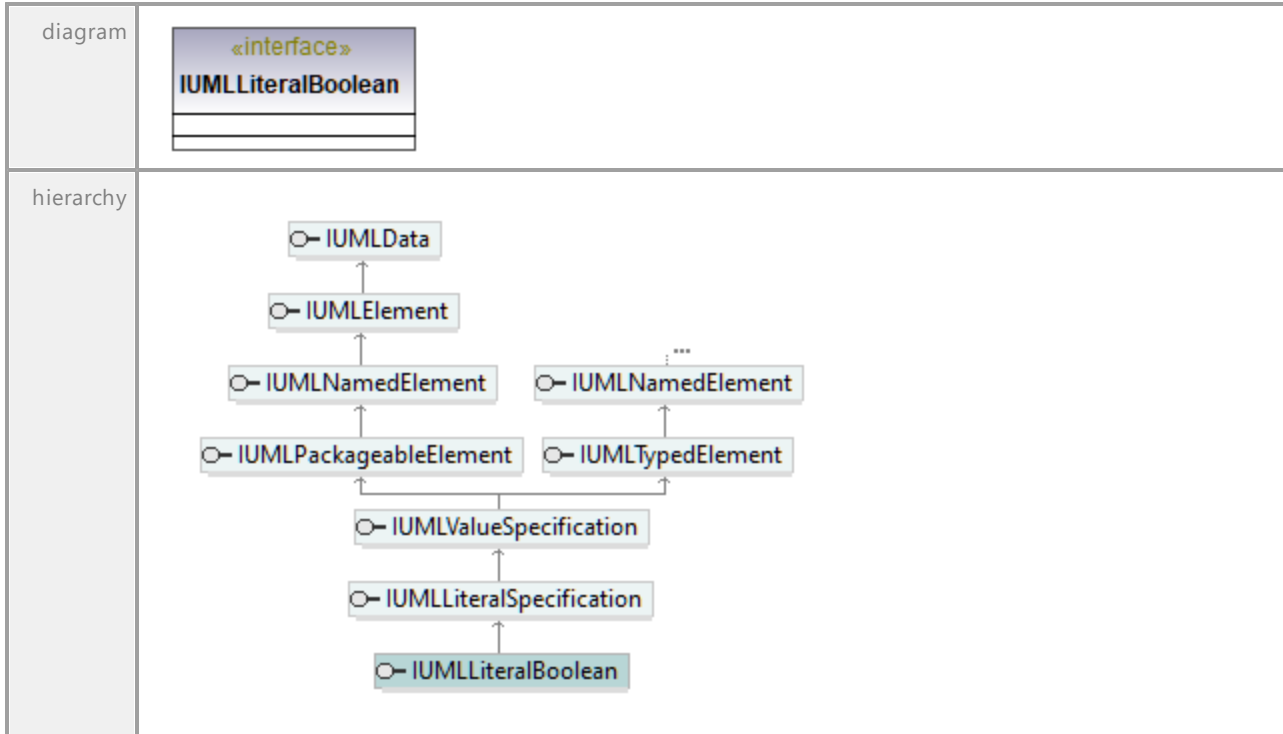 diagram
«interface»
IUMLLiteralBoolean
hierarchy
IUMLData
IUMLElement
...
IUMLNamedElement IUMLNamedElement
IUMLPackageableElement IUMLTypedElement
IUMLValueSpecification
IUMLLiteralSpecification
IUMLLiteralBoolean